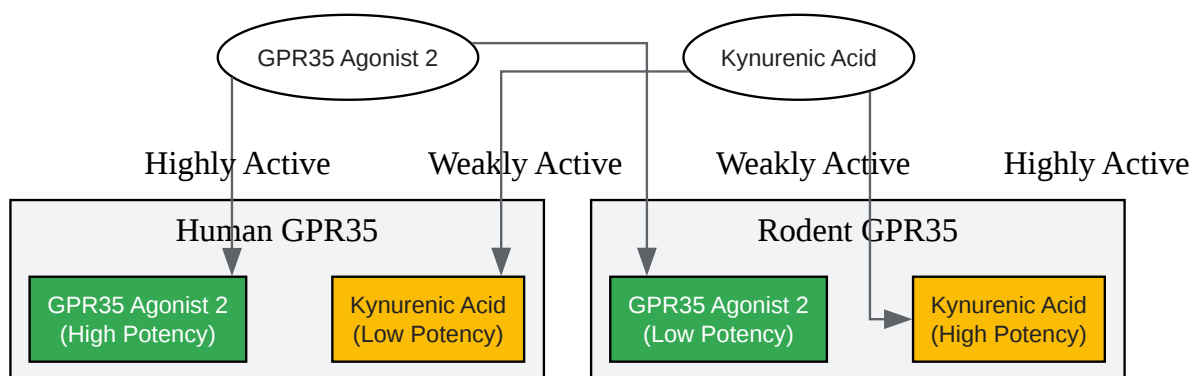 GPR35 Agonist 2
Kynurenic Acid
Highly Active
Weakly Active
Weakly Active
Highly Active
Human GPR35
Rodent GPR35
GPR35 Agonist 2
(High Potency)
Kynurenic Acid
(Low Potency)
GPR35 Agonist 2
(Low Potency)
Kynurenic Acid
(High Potency)